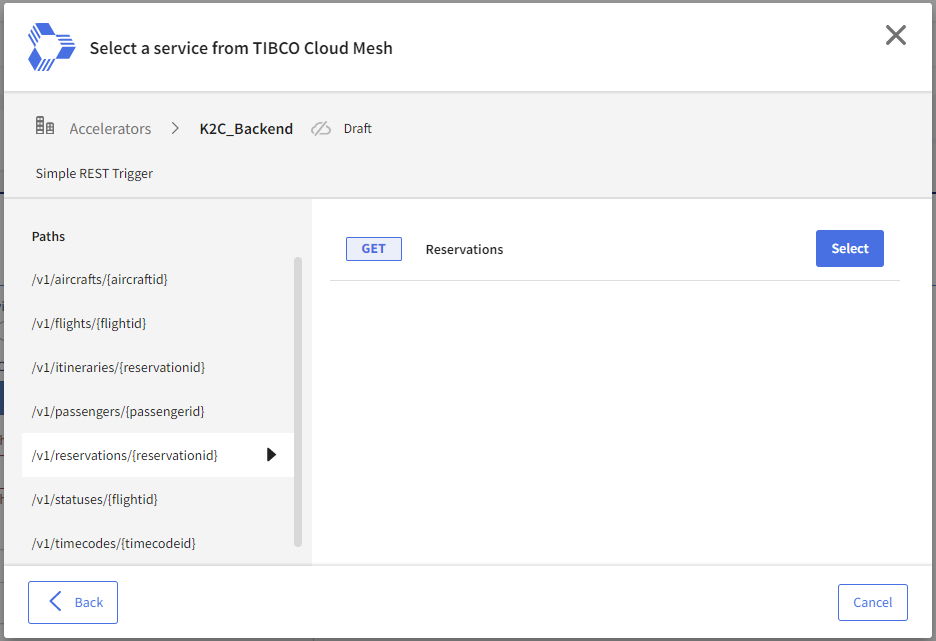 Select a service from TIBCO Cloud Mesh
Accelerators K2C_Backend Draft
Simple REST Trigger
Paths
/v1/aircrafts/{aircraftid}
/v1/flights/{flightid}
/v1/itineraries/{reservationid}
/v1/passengers/{passengerid}
/v1/reservations/{reservationid}
/v1/statuses/{flightid}
/v1/timecodes/{timecodeid}
GET Reservations Select
Back Cancel